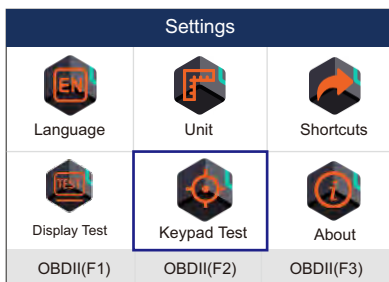 Settings
EN
Language Unit Shortcuts
TEST
Display Test Keypad Test About
OBDII(F1) OBDII(F2) OBDII(F3)